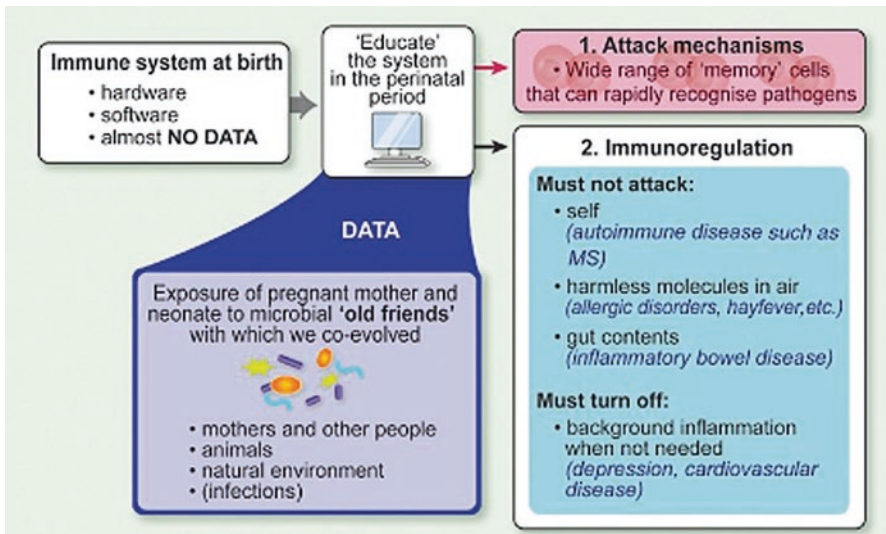 Immune system at birth
• hardware
• software
• almost NO DATA
'Educate'
the system
in the perinatal
period
1. Attack mechanisms
• Wide range of 'memory' cells
that can rapidly recognise pathogens
2. Immunoregulation
Must not attack:
• self
(autoimmune disease such as
MS)
• harmless molecules in air
(allergic disorders, hayfever,etc.)
• gut contents
(inflammatory bowel disease)
Must turn off:
• background inflammation
when not needed
(depression, cardiovascular
disease)
DATA
Exposure of pregnant mother and
neonate to microbial 'old friends'
with which we co-evolved
• mothers and other people
• animals
• natural environment
• (infections)